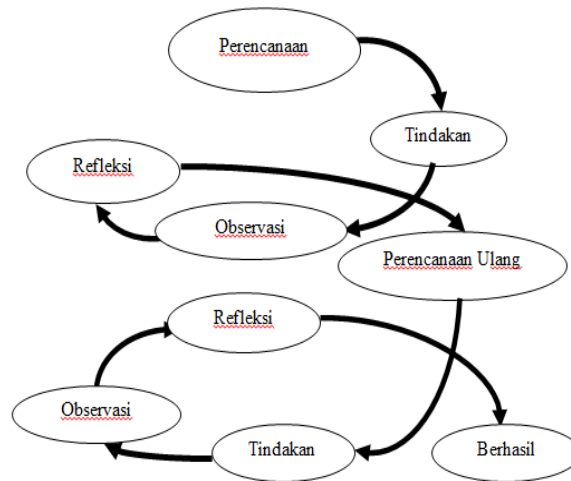 Perencanaan
Tindakan
Refleksi
Observasi
Perencanaan Ulang
Refleksi
Observasi
Tindakan
Berhasil